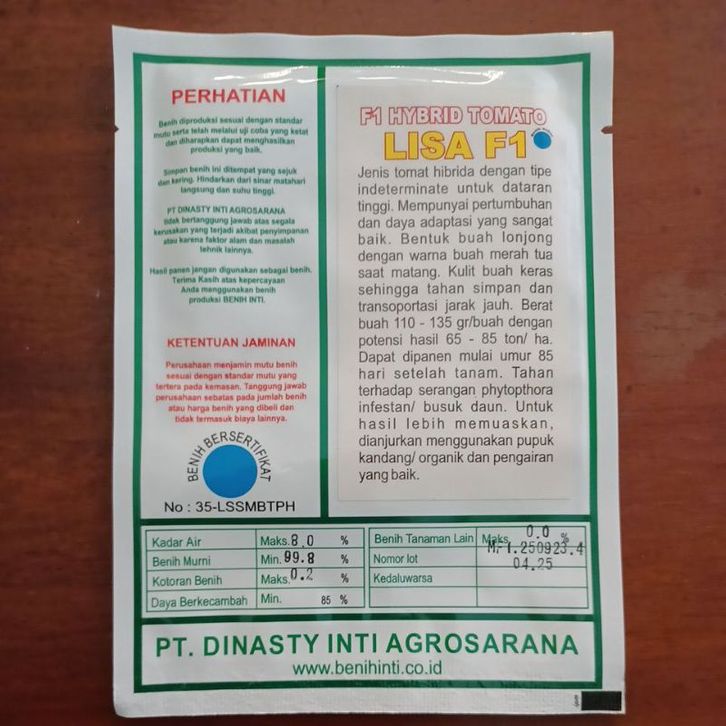 PERHATIAN
Benih diproduksi sesuai dengan standar
muto serta telah melalui uji coba yang ketat
dan diharapkan dapat menghasilkan
produksi yang baik.
Simpan benih ini ditempat yang sejuk
dan kering. Hindarkan dari sinar matahari
langsung dan suhu tinggi.
PT DINASTY INTI AGROSARANA
tidak bertanggung jawab atas segala
kerusakan yang terjadi akibat penyimpanan
atau karena faktor alam dan masalah
tehnik lainnya.
Hasil panen jangan digunakan sebagai benih.
Terima Kasih atas kepercayaan
Anda menggunakan benih
produksi BENIH INTI.
KETENTUAN JAMINAN
Perusahaan menjamin mutu benih
sesuai dengan standar mutu yang
tertera pada kemasan. Tanggung jawab
perusahaan sebatas pada jumlah benih
atau harga benih yang dibeli dan
tidak termasuk biaya lainnya.
BENIH BERSERTIFIKAT
No : 35-LSSMBTPH
F1 HYBRID TOMATO
LISA F1
Jenis tomat hibrida dengan tipe
indeterminate untuk dataran
tinggi. Mempunyai pertumbuhan
dan daya adaptasi yang sangat
baik. Bentuk buah lonjong
dengan warna buah merah tua
saat matang. Kulit buah keras
sehingga tahan simpan dan
transoportasi jarak jauh. Berat
buah 110 - 135 gr/buah dengan
potensi hasil 65 - 85 ton/ ha.
Dapat dipanen mulai umur 85
hari setelah tanam. Tahan
terhadap serangan phytopthora
infestan/ busuk daun. Untuk
hasil lebih memuaskan,
dianjurkan menggunakan pupuk
kandang/ organik dan pengairan
yang baik.
Kadar Air Maks. 8.0 %
Benih Murni Min. 99.8 %
Kotoran Benih Maks. 0.2 %
Daya Berkecambah Min. 85 %
Benih Tanaman Lain Maks. 0.0 %
Nomor lot MF1.250923.4
Kedaluwarsa 04.25
PT. DINASTY INTI AGROSARANA
www.benihinti.co.id